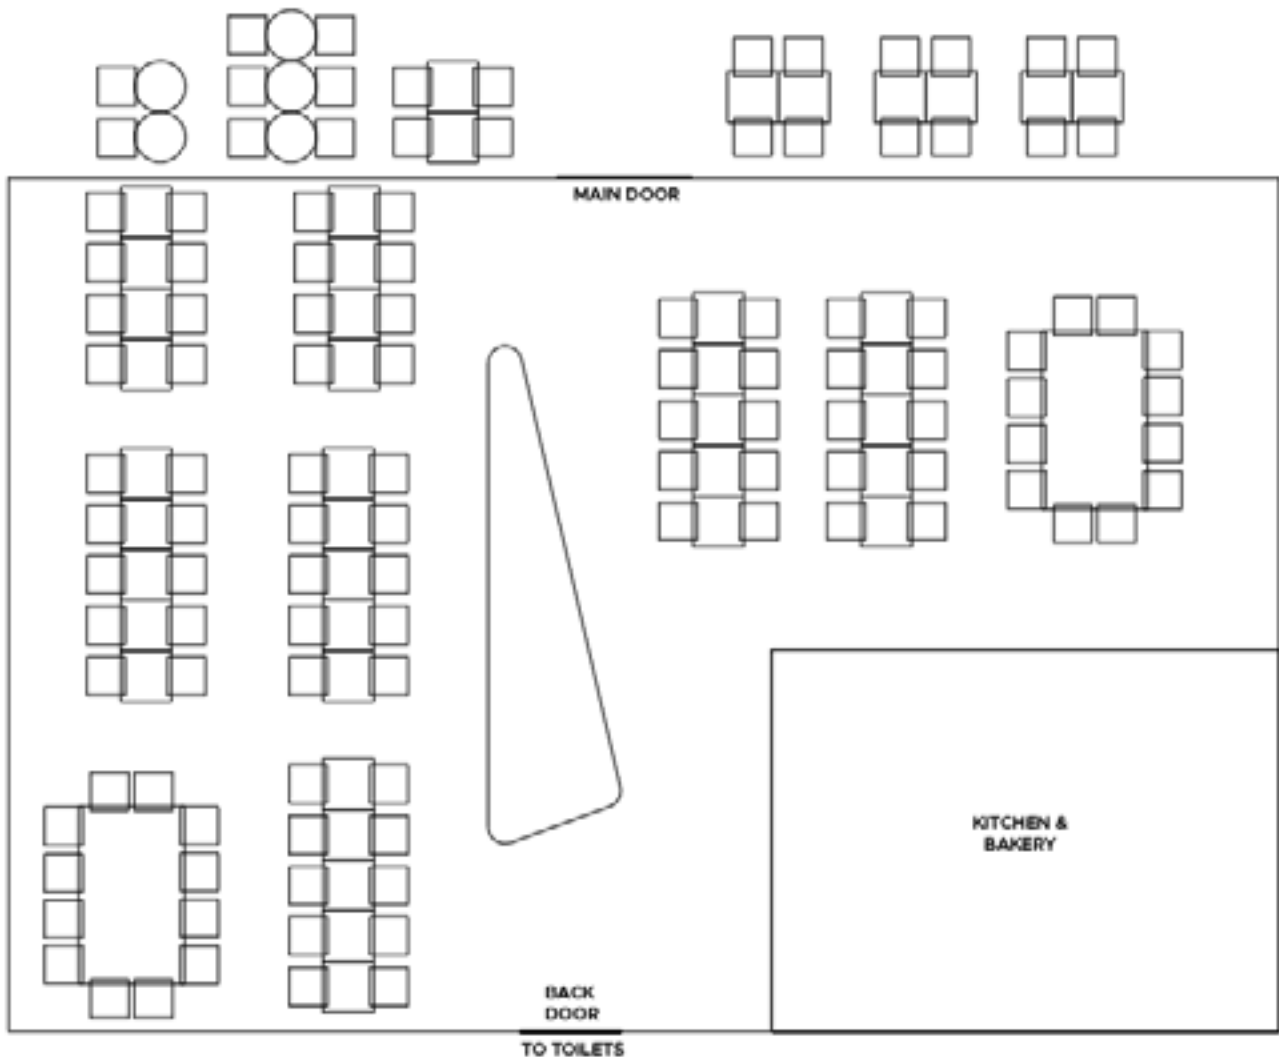 MAIN DOOR
KITCHEN &
BAKERY
BACK
DOOR
TO TOILETS